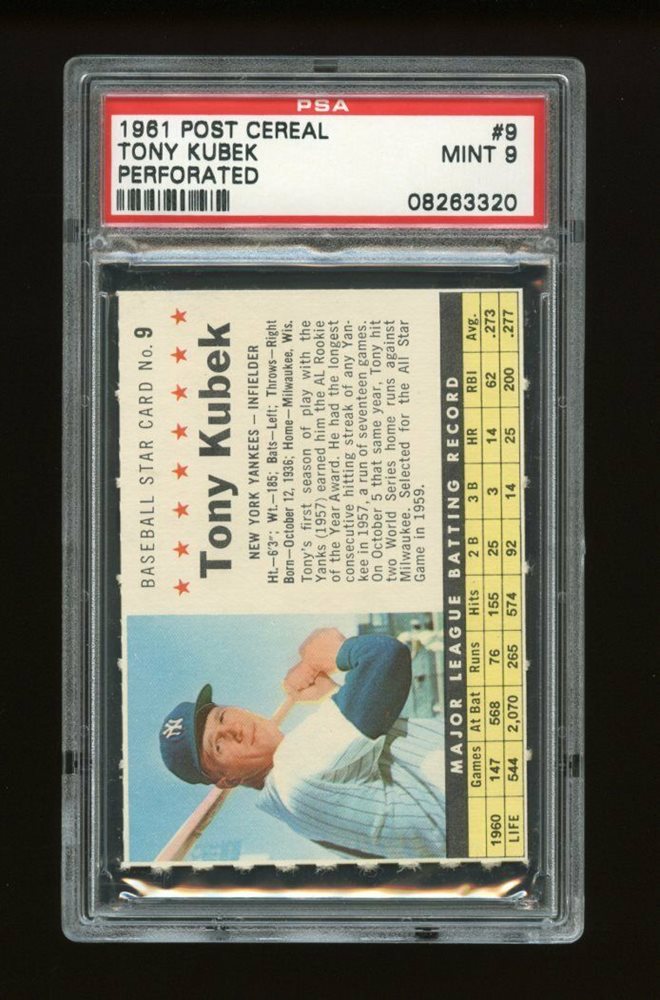 PSA
1961 POST CEREAL #9
TONY KUBEK MINT 9
PERFORATED
08263320
BASEBALL STAR CARD No. 9
Tony Kubek
NEW YORK YANKEES — INFIELDER
Ht.—6'3"; Wt.—185; Bats—Left; Throws—Right
Born—October 12, 1936; Home—Milwaukee, Wis.
Tony's first season of play with the
Yanks (1957) earned him the AL Rookie
of the Year Award. He had the longest
consecutive hitting streak of any Yan-
kee in 1957, a run of seventeen games.
On October 5 that same year, Tony hit
two World Series home runs against
Milwaukee. Selected for the All Star
Game in 1959.
NY
MAJOR LEAGUE BATTING RECORD
Games At Bat Runs Hits 2 B 3 B HR RBI Avg.
1960 147 568 76 155 25 3 14 62 .273
LIFE 544 2,070 265 574 92 14 25 200 .277